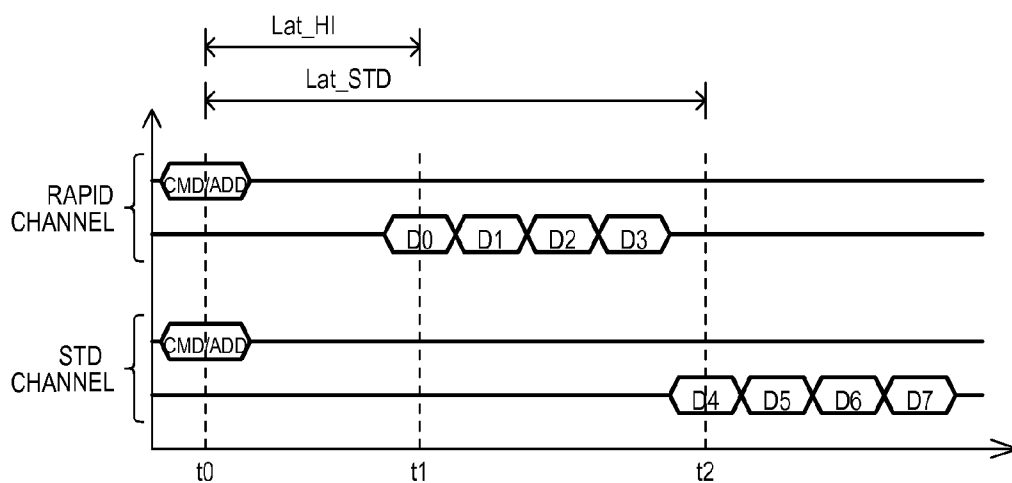 Lat_HI
Lat_STD
RAPID
CHANNEL
CMD/ADD
D0 D1 D2 D3
STD
CHANNEL
CMD/ADD
D4 D5 D6 D7
t0 t1 t2